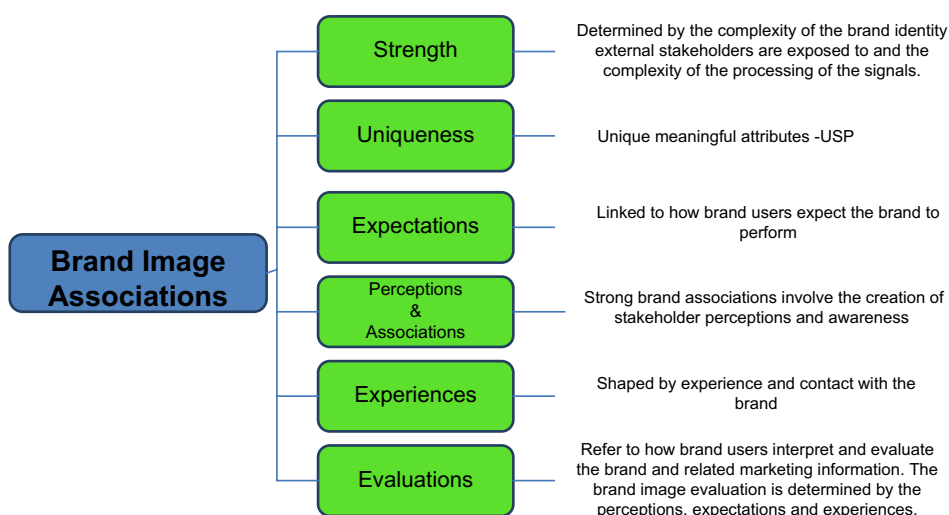 Brand Image
Associations
Strength
Determined by the complexity of the brand identity
external stakeholders are exposed to and the
complexity of the processing of the signals.
Uniqueness
Unique meaningful attributes -USP
Expectations
Linked to how brand users expect the brand to
perform
Perceptions
&
Associations
Strong brand associations involve the creation of
stakeholder perceptions and awareness
Experiences
Shaped by experience and contact with the
brand
Evaluations
Refer to how brand users interpret and evaluate
the brand and related marketing information. The
brand image evaluation is determined by the
perceptions, expectations and experiences.